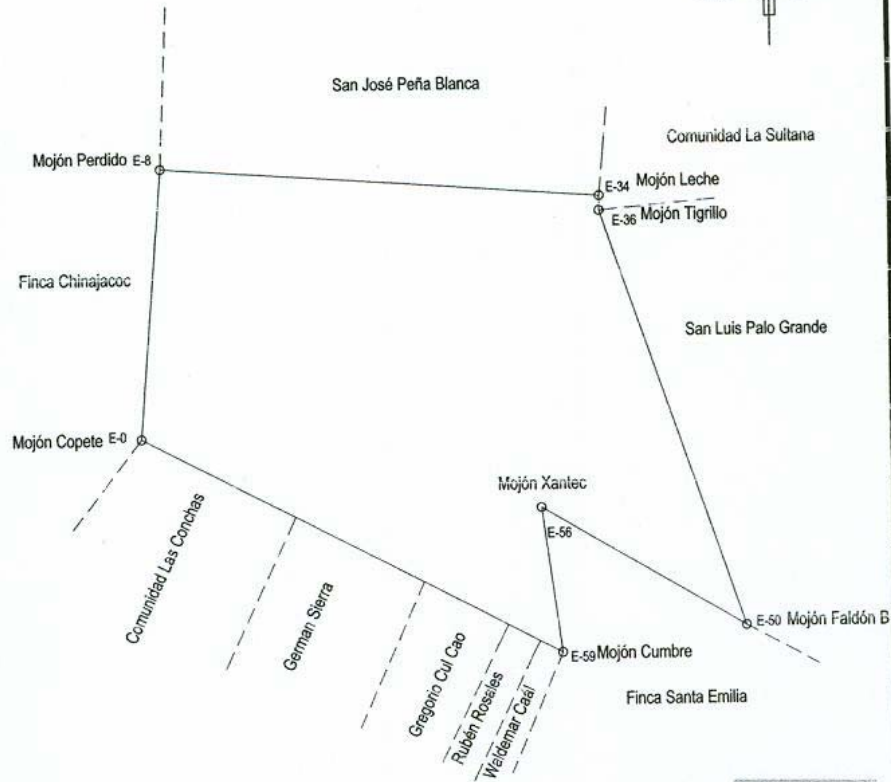 San José Peña Blanca
Comunidad La Sultana
Mojón Perdido E-8
E-34 Mojón Leche
E-36 Mojón Tigrillo
Finca Chinajacoc
San Luis Palo Grande
Mojón Copete E-0
Mojón Xantec
E-56
Comunidad Las Conchas
German Sierra
Gregorio Cul Cao
Rubén Rosales
Waldemar Caál
E-59 Mojón Cumbre
E-50 Mojón Faldón B
Finca Santa Emilia